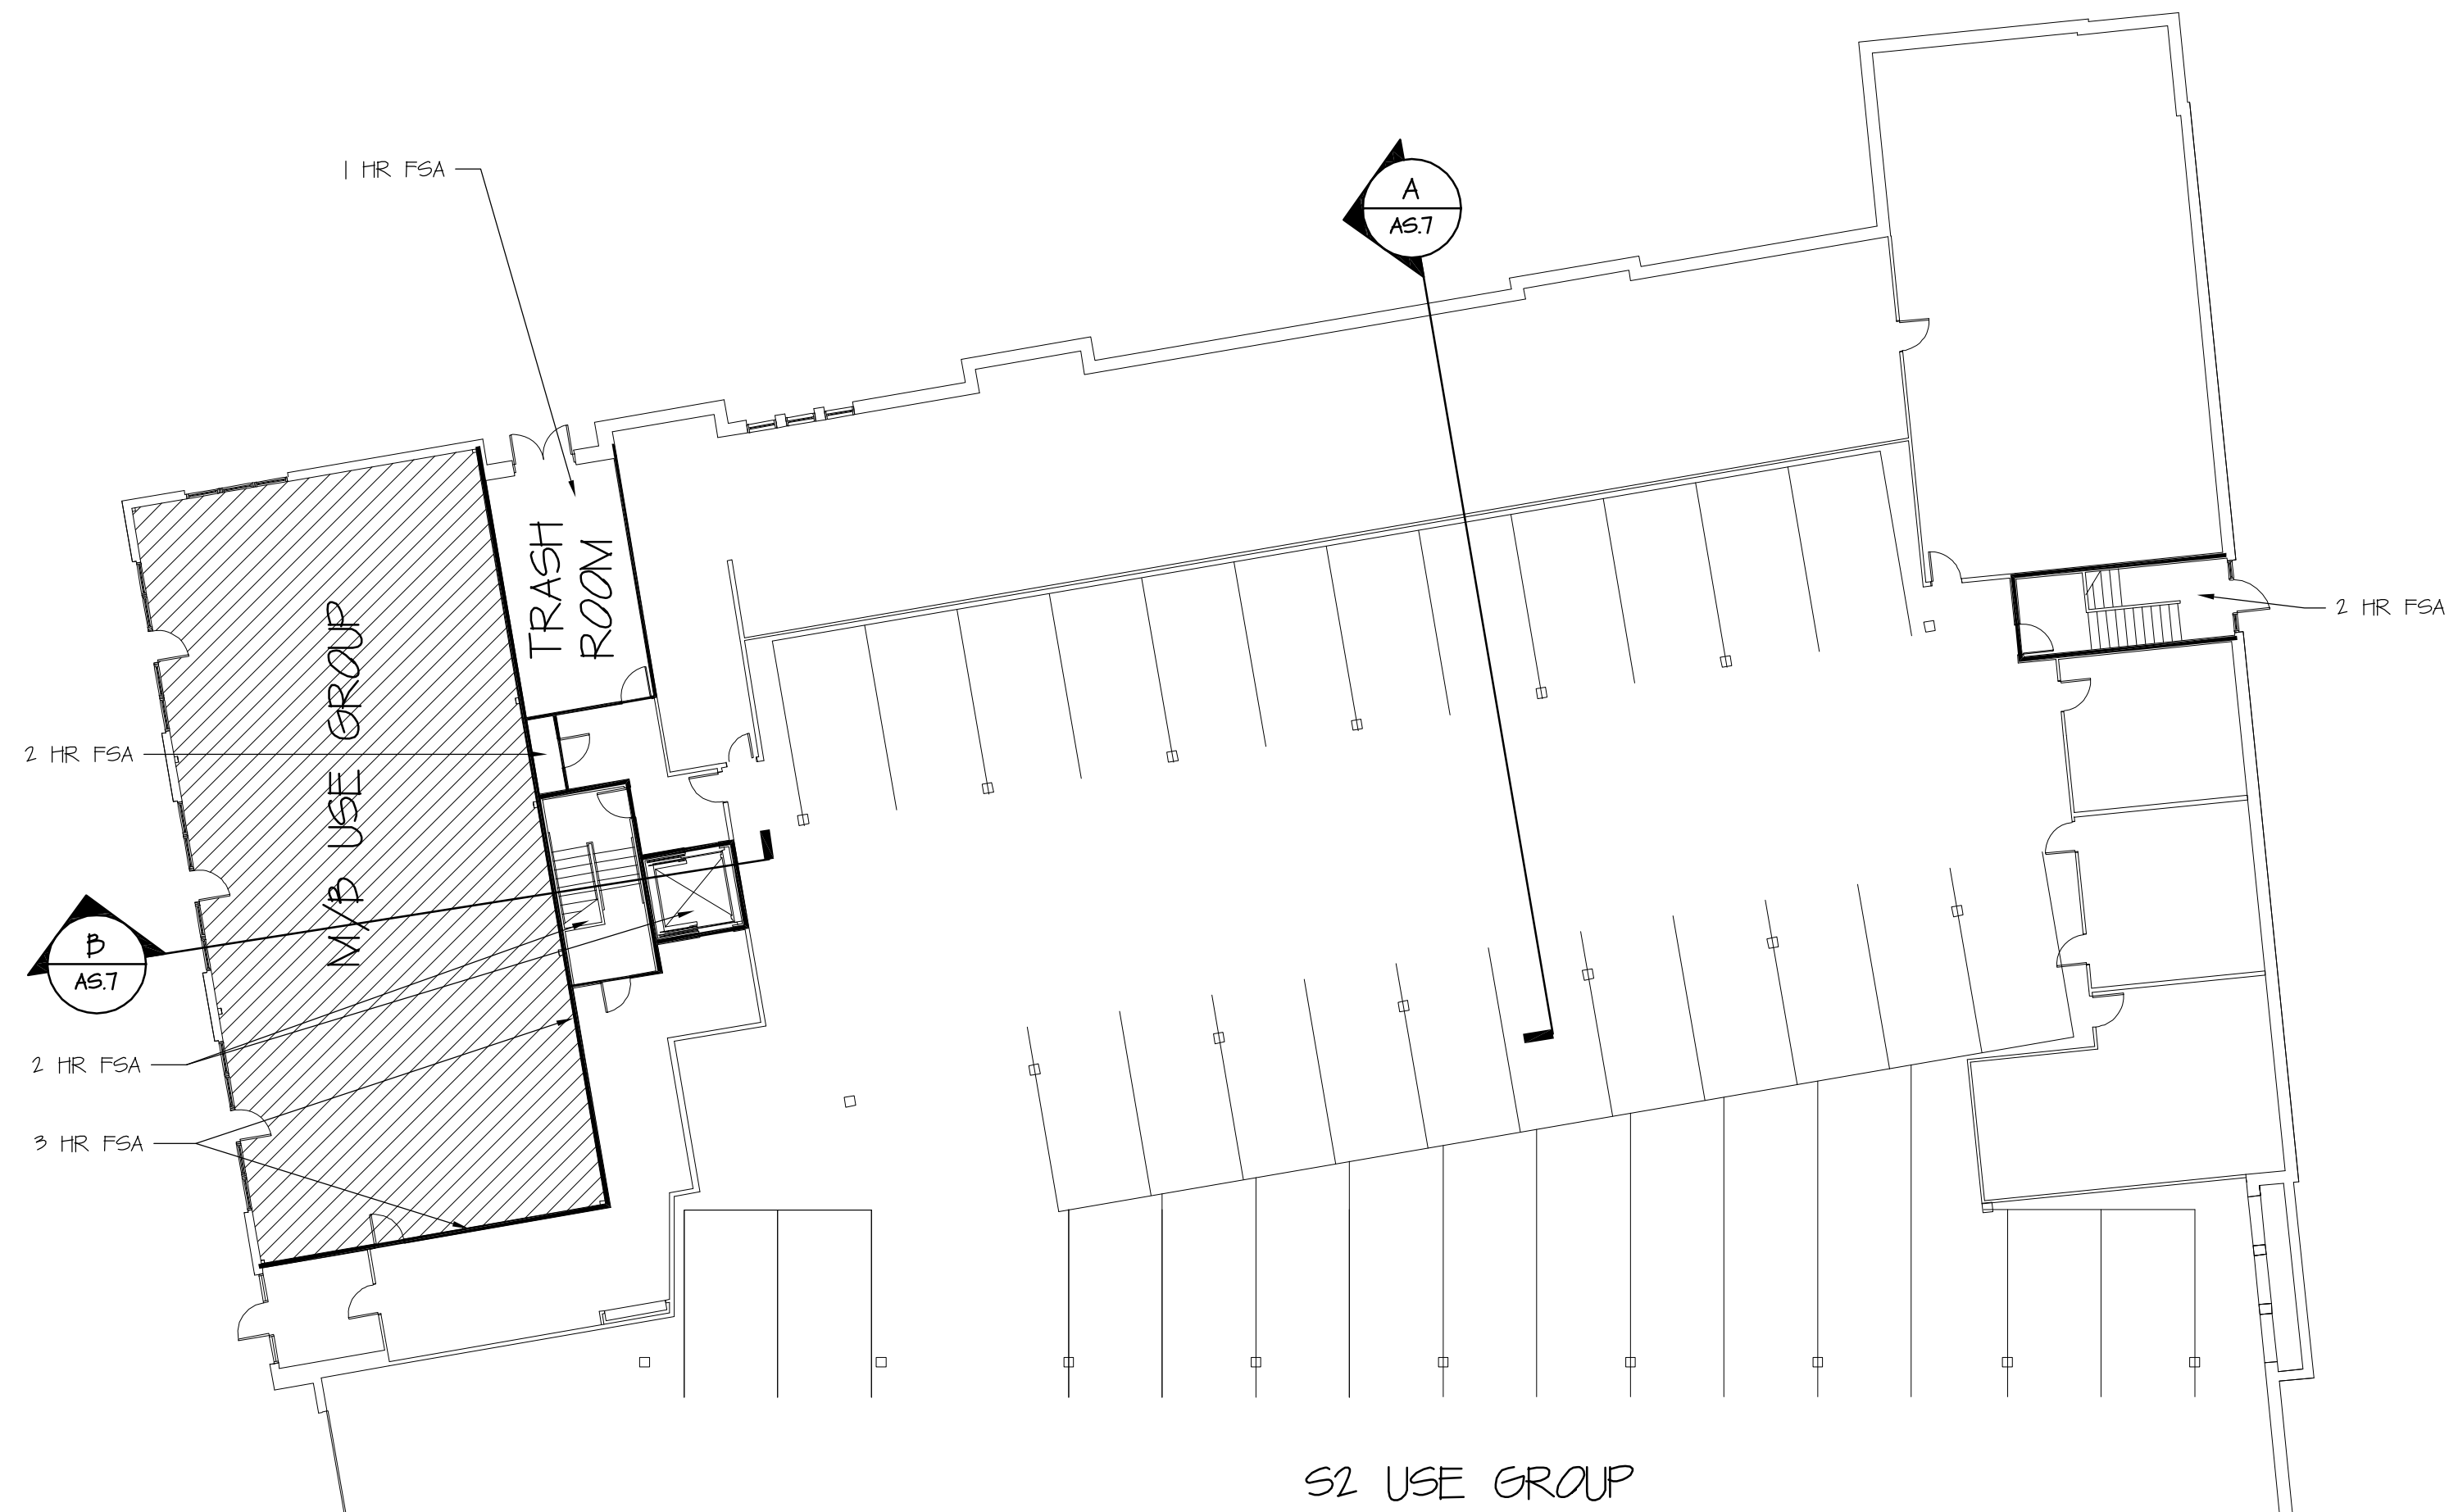 1 HR FSA
A
AS.7
TRASH
ROOM
M/B USE GROUP
2 HR FSA
2 HR FSA
B
AS.7
2 HR FSA
3 HR FSA
S2 USE GROUP